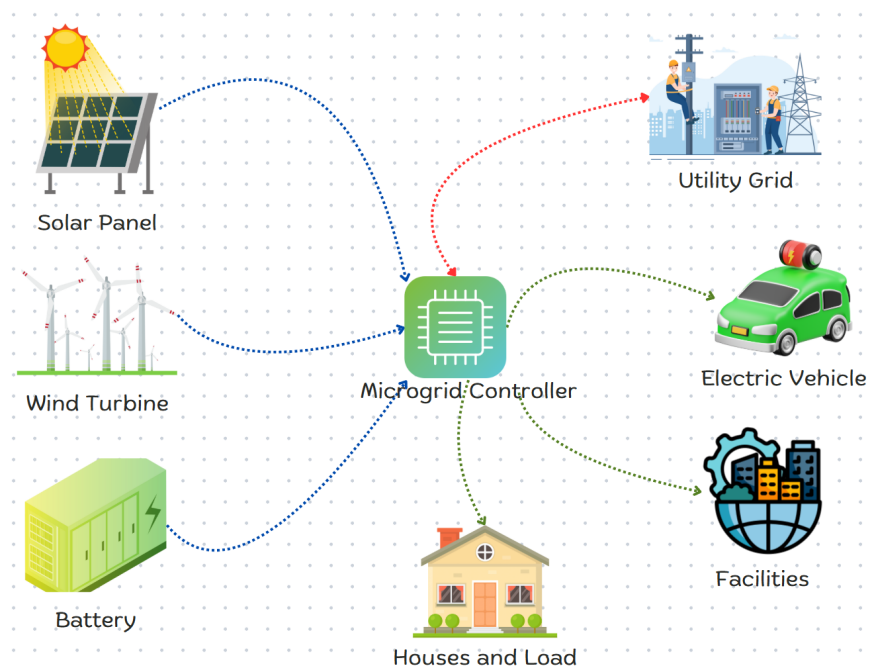 Solar Panel
Utility Grid
Wind Turbine
Microgrid Controller
Electric Vehicle
Battery
Facilities
Houses and Load